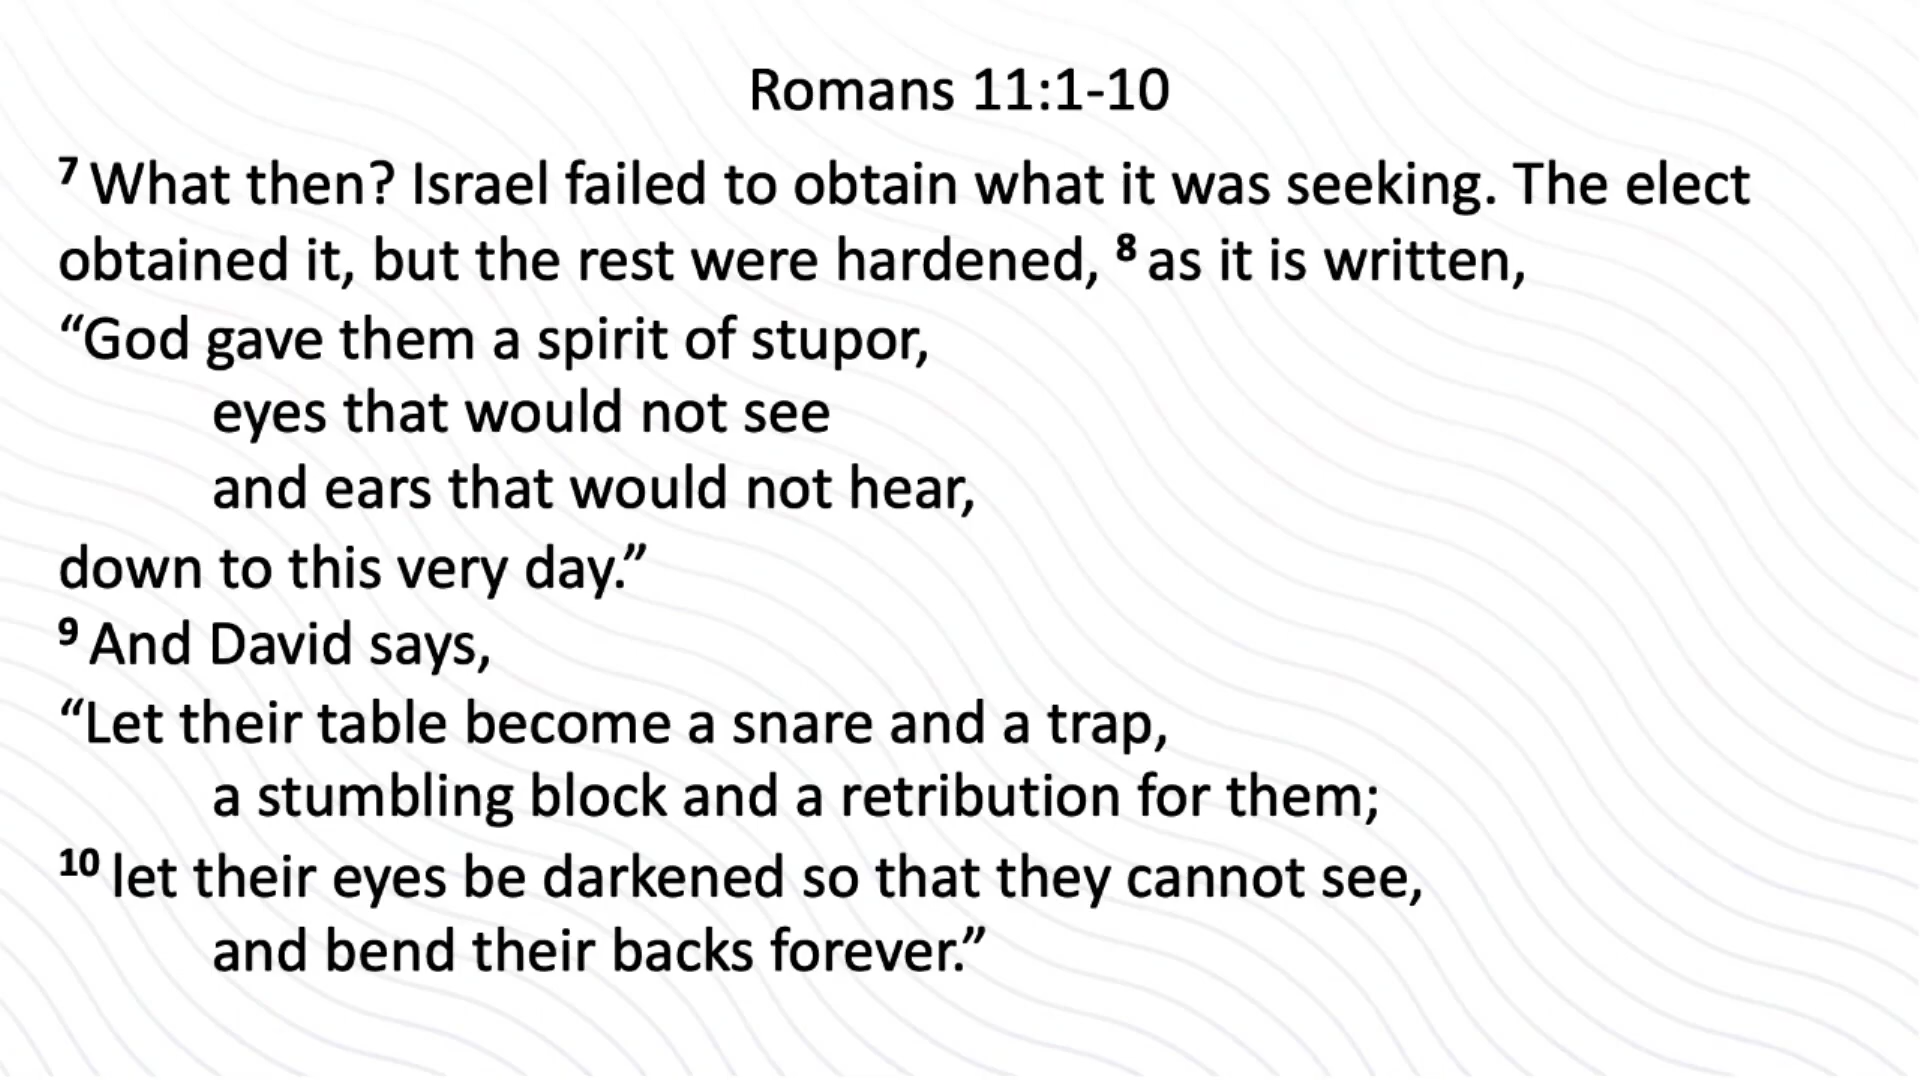 Romans 11:1-10
⁷ What then? Israel failed to obtain what it was seeking. The elect
obtained it, but the rest were hardened, ⁸ as it is written,
“God gave them a spirit of stupor,
eyes that would not see
and ears that would not hear,
down to this very day.”
⁹ And David says,
“Let their table become a snare and a trap,
a stumbling block and a retribution for them;
¹⁰ let their eyes be darkened so that they cannot see,
and bend their backs forever.”